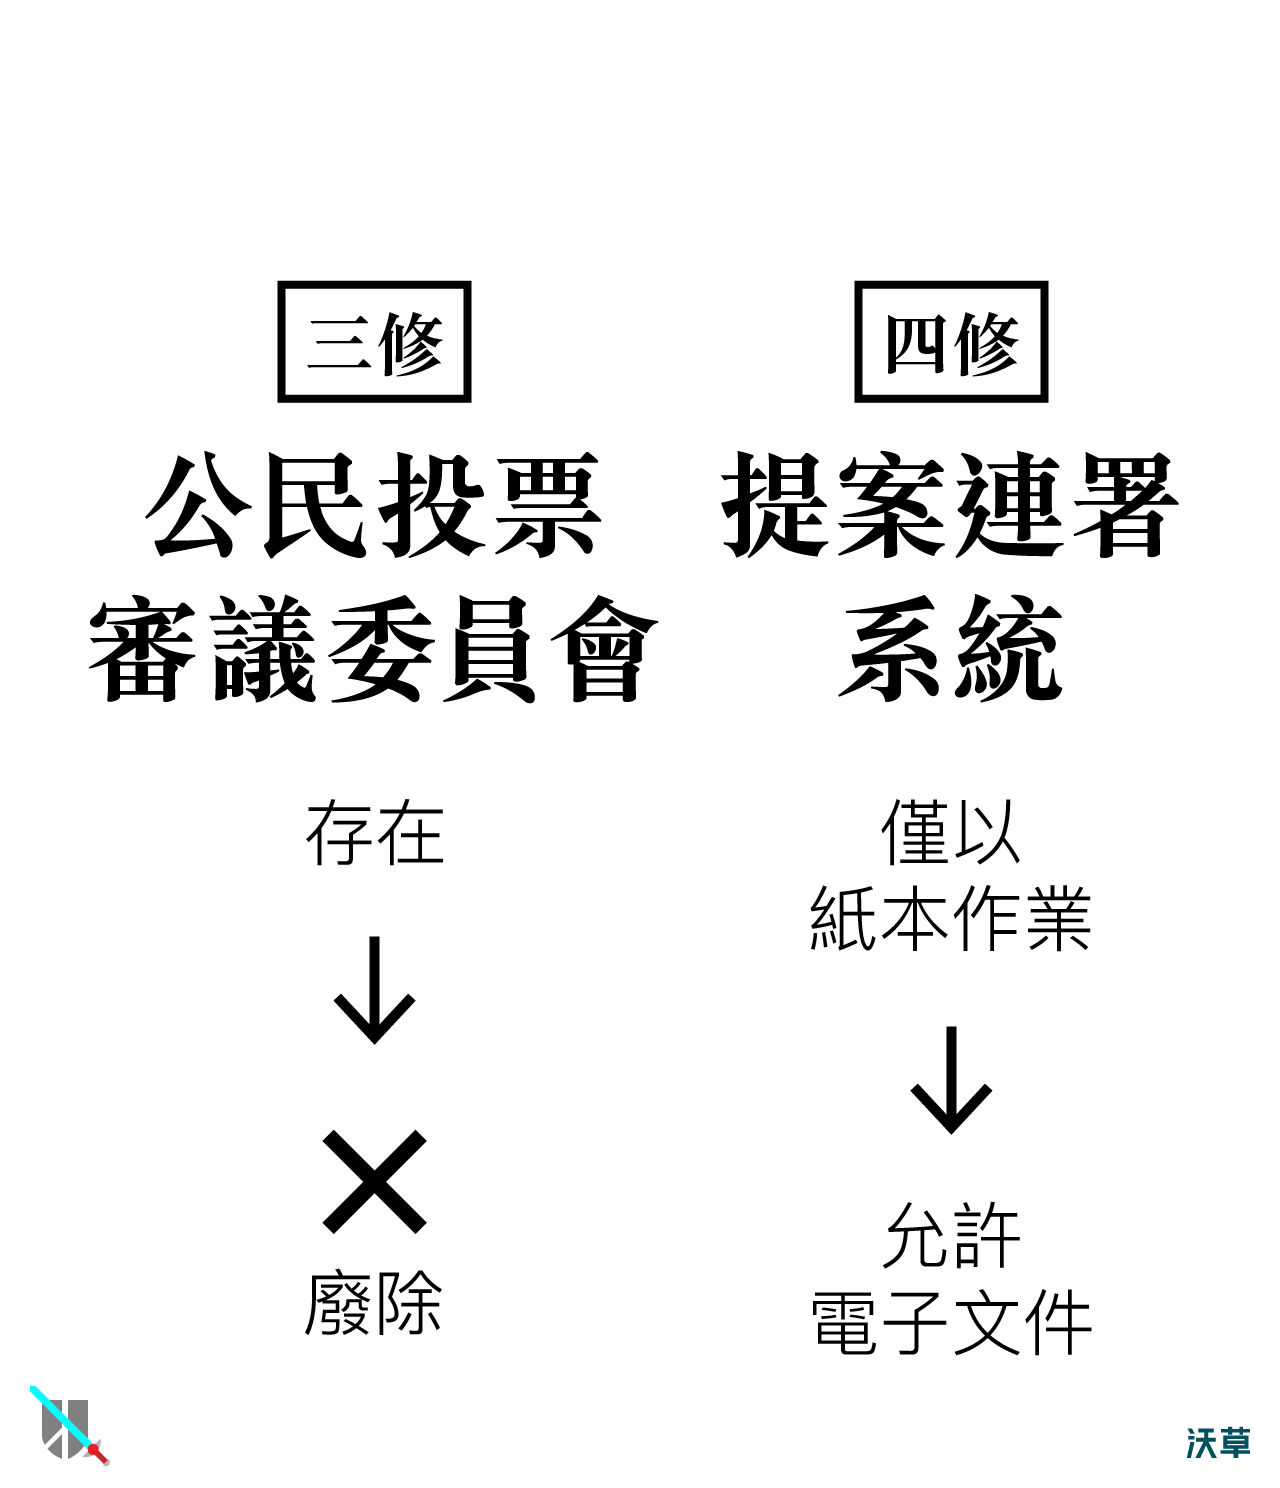 三修
公民投票
審議委員會
存在
廢除
四修
提案連署
系統
僅以
紙本作業
允許
電子文件
沃草